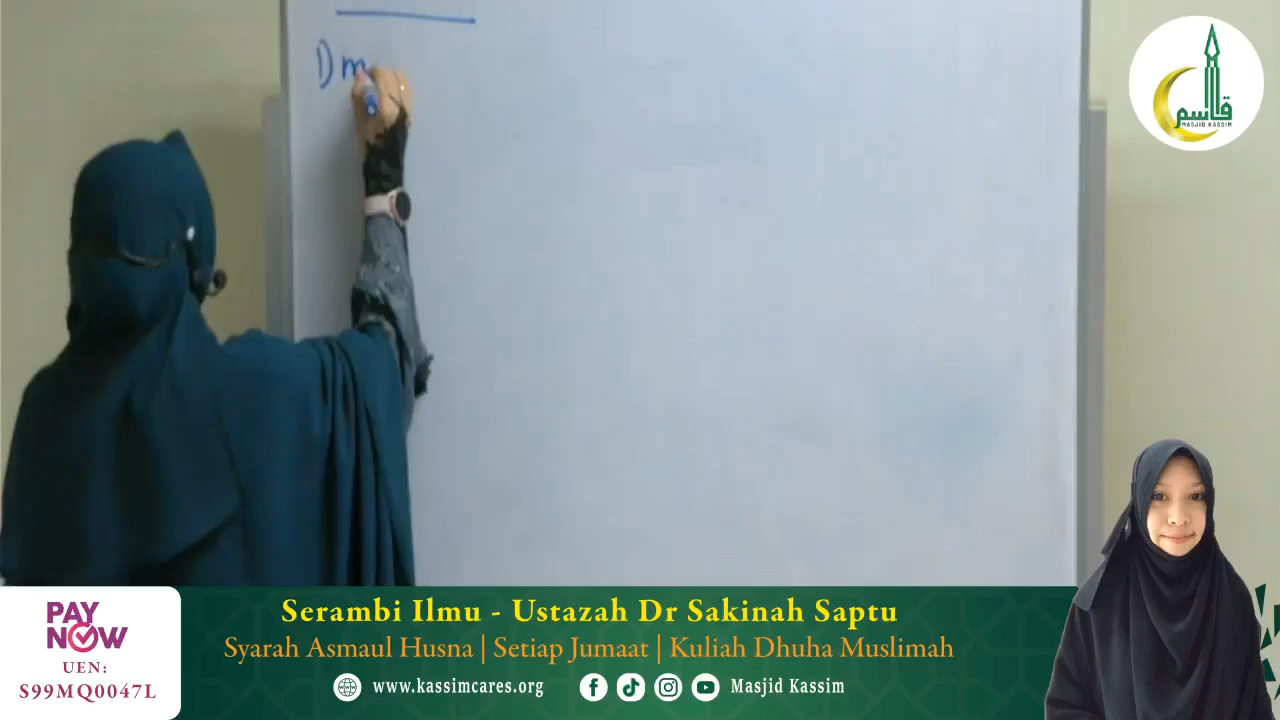 1) m
قاسم
MASJID KASSIM
PAY
NOW
UEN:
S99MQ0047L
Serambi Ilmu - Ustazah Dr Sakinah Saptu
Syarah Asmaul Husna | Setiap Jumaat | Kuliah Dhuha Muslimah
www.kassimcares.org
Masjid Kassim